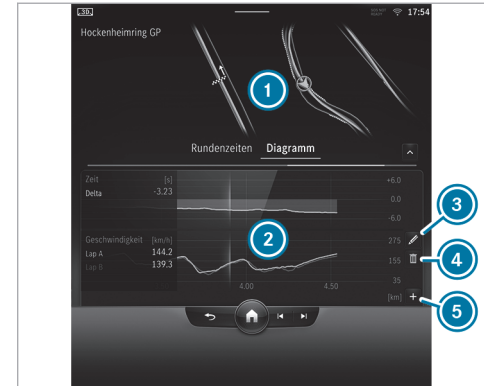 SD
17:54
Hockenheimring GP
1
Rundenzeiten Diagramm
Zeit [s]
Delta -3.23
+6.0
0.0
-6.0
3
2
Geschwindigkeit [km/h]
275
Lap A 144.2
Lap B 139.3
155
4
35
4.00 4.50 [km]
5